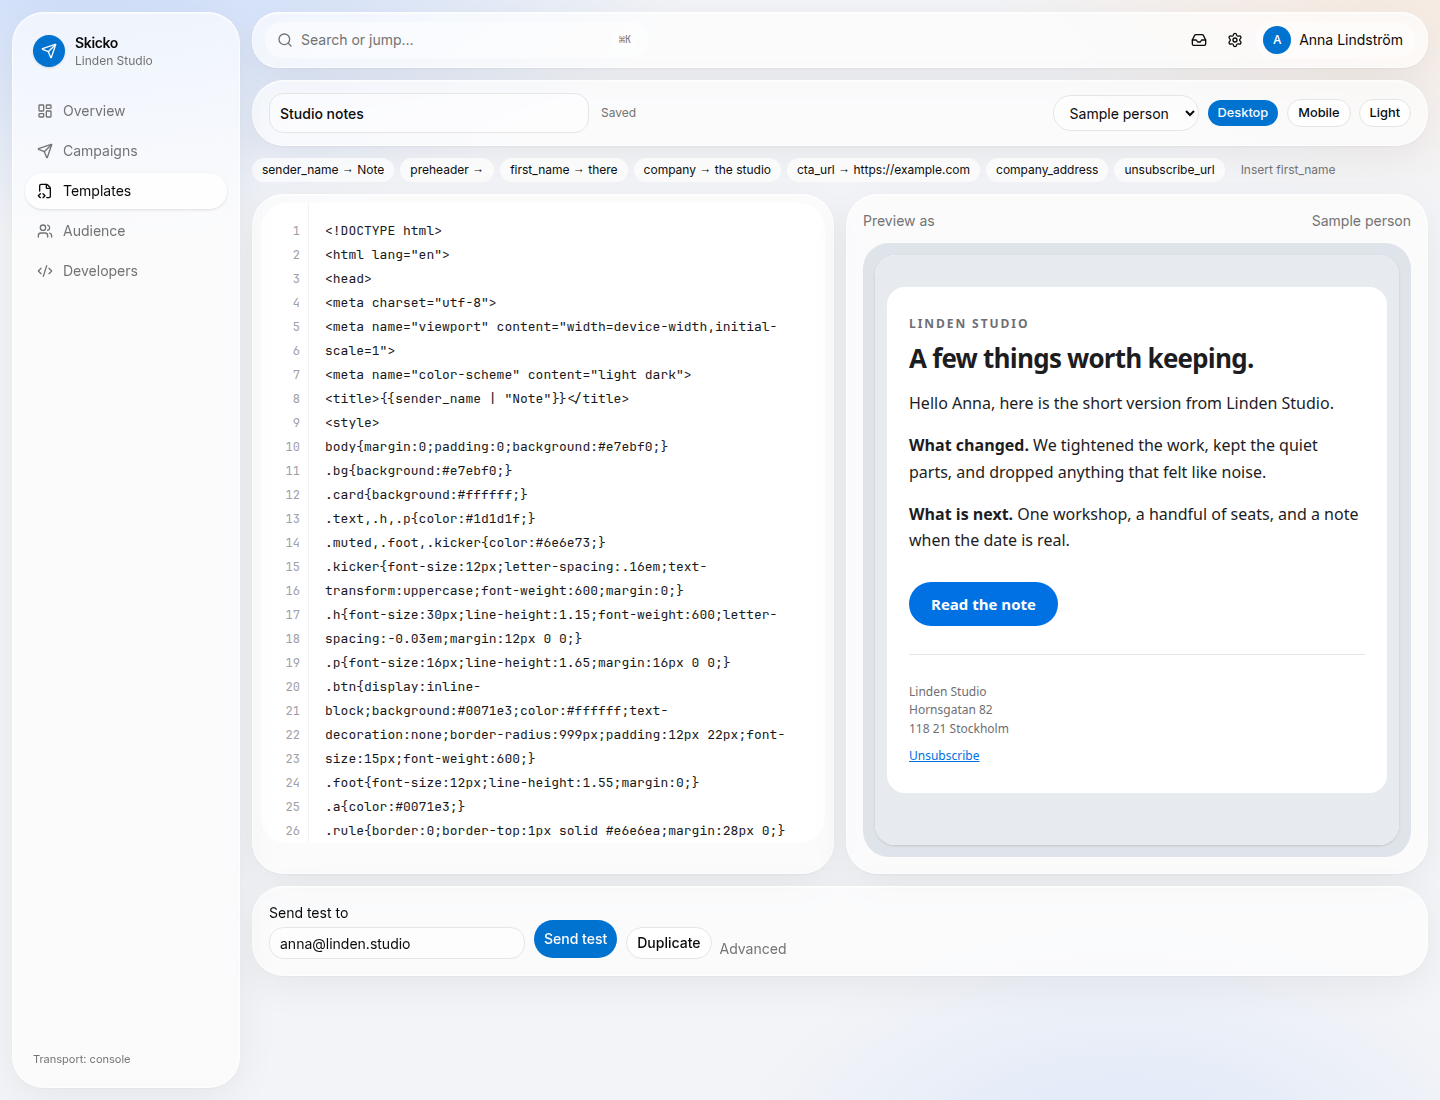 Skicko
Linden Studio
Overview
Campaigns
Templates
Audience
Developers
Transport: console
Search or jump...
⌘K
A
Anna Lindström
Studio notes
Saved
Sample person
Desktop
Mobile
Light
sender_name → Note
preheader →
first_name → there
company → the studio
cta_url → https://example.com
company_address
unsubscribe_url
Insert first_name
1 <!DOCTYPE html>
2 <html lang="en">
3 <head>
4 <meta charset="utf-8">
5 <meta name="viewport" content="width=device-width,initial-
6 scale=1">
7 <meta name="color-scheme" content="light dark">
8 <title>{{sender_name | "Note"}}</title>
9 <style>
10 body{margin:0;padding:0;background:#e7ebf0;}
11 .bg{background:#e7ebf0;}
12 .card{background:#ffffff;}
13 .text,.h,.p{color:#1d1d1f;}
14 .muted,.foot,.kicker{color:#6e6e73;}
15 .kicker{font-size:12px;letter-spacing:.16em;text-
16 transform:uppercase;font-weight:600;margin:0;}
17 .h{font-size:30px;line-height:1.15;font-weight:600;letter-
18 spacing:-0.03em;margin:12px 0 0;}
19 .p{font-size:16px;line-height:1.65;margin:16px 0 0;}
20 .btn{display:inline-
21 block;background:#0071e3;color:#ffffff;text-
22 decoration:none;border-radius:999px;padding:12px 22px;font-
23 size:15px;font-weight:600;}
24 .foot{font-size:12px;line-height:1.55;margin:0;}
25 .a{color:#0071e3;}
26 .rule{border:0;border-top:1px solid #e6e6ea;margin:28px 0;}
Preview as
Sample person
LINDEN STUDIO
A few things worth keeping.
Hello Anna, here is the short version from Linden Studio.
What changed. We tightened the work, kept the quiet
parts, and dropped anything that felt like noise.
What is next. One workshop, a handful of seats, and a note
when the date is real.
Read the note
Linden Studio
Hornsgatan 82
118 21 Stockholm
Unsubscribe
Send test to
anna@linden.studio
Send test
Duplicate
Advanced